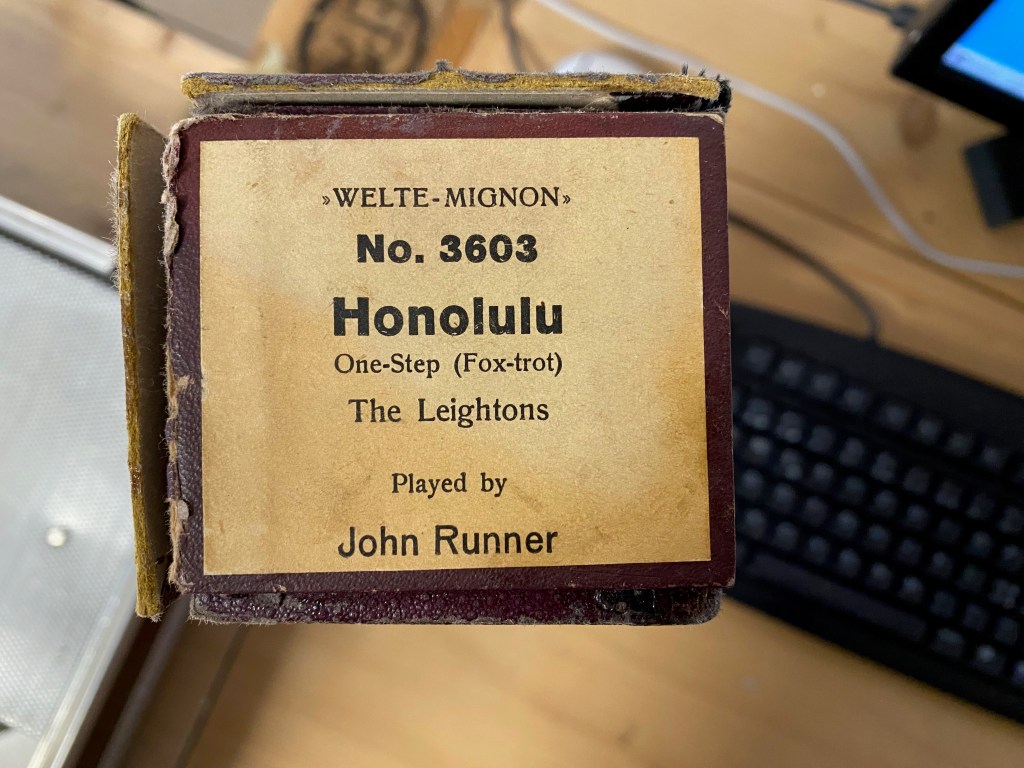 »WELTE-MIGNON»
No. 3603
Honolulu
One-Step (Fox-trot)
The Leightons
Played by
John Runner